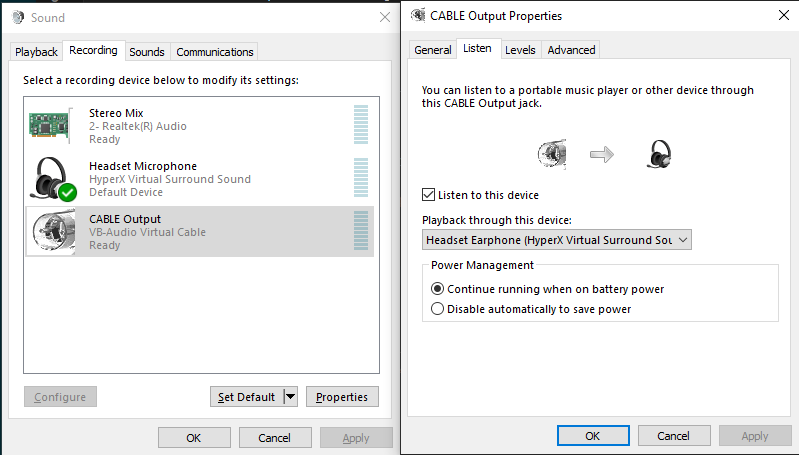 Sound
Playback
Recording
Sounds
Communications
Select a recording device below to modify its settings:
Stereo Mix
2- Realtek(R) Audio
Ready
Headset Microphone
HyperX Virtual Surround Sound
Default Device
CABLE Output
VB-Audio Virtual Cable
Ready
Configure
Set Default
Properties
OK
Cancel
Apply
CABLE Output Properties
General
Listen
Levels
Advanced
You can listen to a portable music player or other device through
this CABLE Output jack.
Listen to this device
Playback through this device:
Headset Earphone (HyperX Virtual Surround Sou
Power Management
Continue running when on battery power
Disable automatically to save power
OK
Cancel
Apply